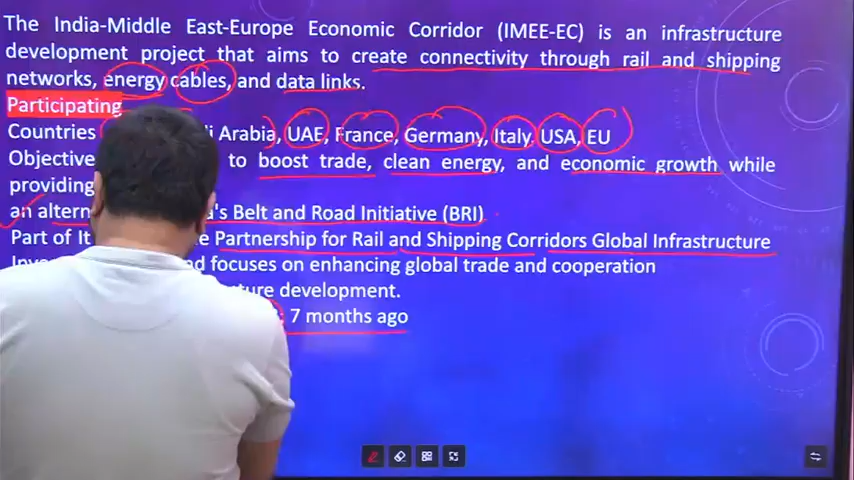 The India-Middle East-Europe Economic Corridor (IMEE-EC) is an infrastructure
development project that aims to create connectivity through rail and shipping
networks, energy cables, and data links.
Participating
Countries Arabia, UAE, France, Germany, Italy, USA, EU
Objective to boost trade, clean energy, and economic growth while
providing
an Belt and Road Initiative (BRI)
Part of Partnership for Rail and Shipping Corridors Global Infrastructure
focuses on enhancing global trade and cooperation
development.
7 months ago